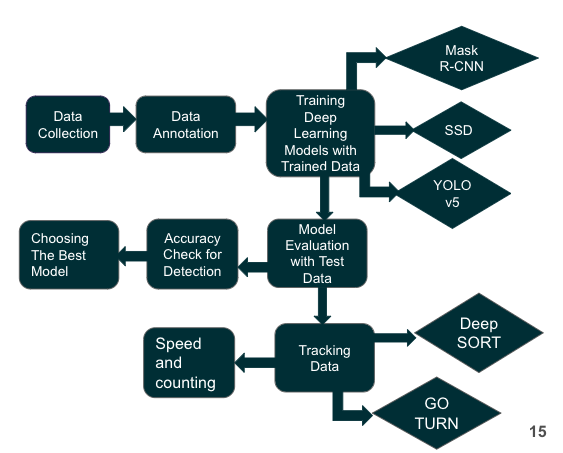 Mask
R-CNN
Data
Collection
Data
Annotation
Training
Deep
Learning
Models with
Trained Data
SSD
YOLO
v5
Choosing
The Best
Model
Accuracy
Check for
Detection
Model
Evaluation
with Test
Data
Speed
and
counting
Tracking
Data
Deep
SORT
GO
TURN
15